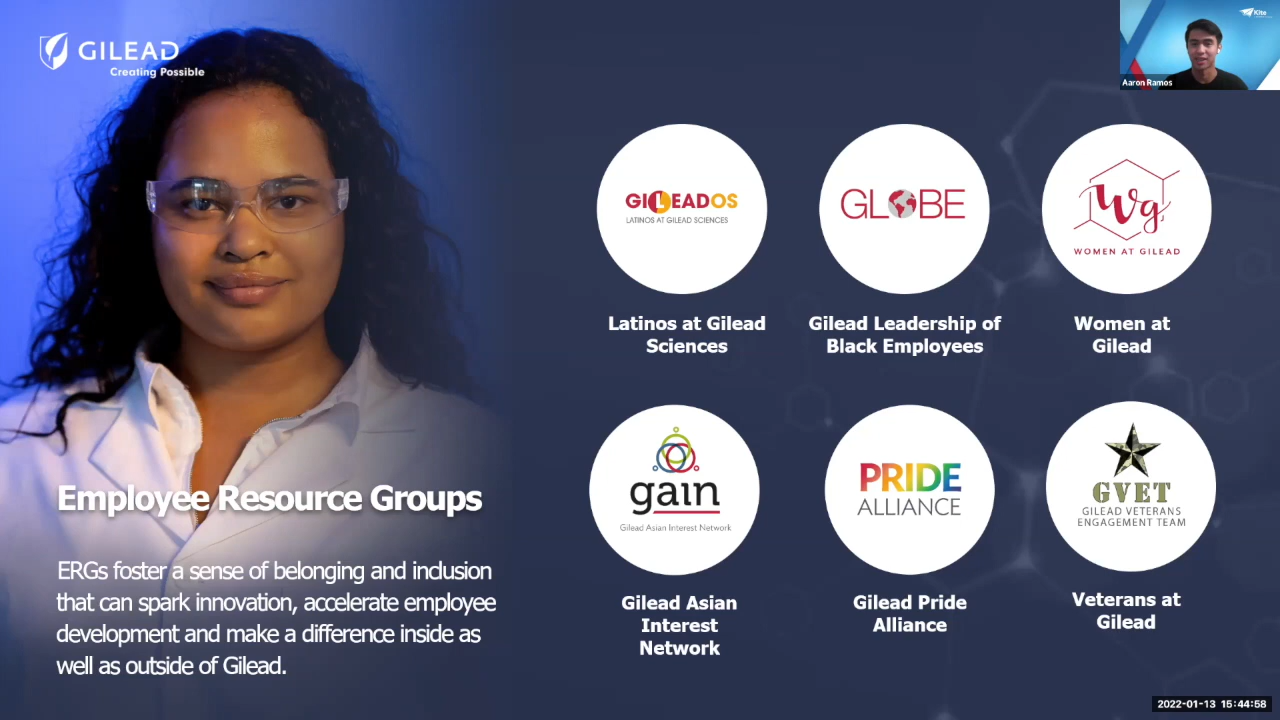 GILEAD
Creating Possible
Kite
Aaron Ramos
GILEADOS
LATINOS AT GILEAD SCIENCES
Latinos at Gilead
Sciences
GLOBE
Gilead Leadership of
Black Employees
Wg
WOMEN AT GILEAD
Women at
Gilead
gain
Gilead Asian Interest Network
Gilead Asian
Interest
Network
PRIDE
ALLIANCE
Gilead Pride
Alliance
GVET
GILEAD VETERANS
ENGAGEMENT TEAM
Veterans at
Gilead
Employee Resource Groups
ERGs foster a sense of belonging and inclusion
that can spark innovation, accelerate employee
development and make a difference inside as
well as outside of Gilead.
2022-01-13 15:44:58